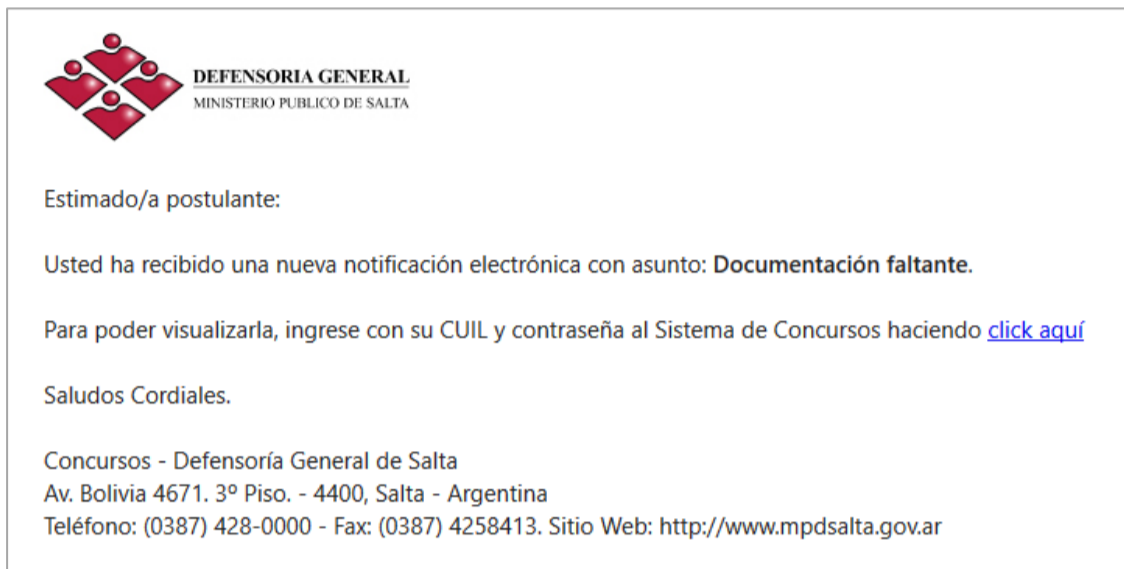 DEFENSORIA GENERAL
MINISTERIO PUBLICO DE SALTA
Estimado/a postulante:
Usted ha recibido una nueva notificación electrónica con asunto: Documentación faltante.
Para poder visualizarla, ingrese con su CUIL y contraseña al Sistema de Concursos haciendo click aquí
Saludos Cordiales.
Concursos - Defensoría General de Salta
Av. Bolivia 4671. 3º Piso. - 4400, Salta - Argentina
Teléfono: (0387) 428-0000 - Fax: (0387) 4258413. Sitio Web: http://www.mpdsalta.gov.ar